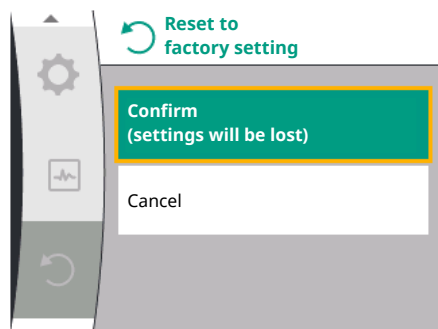 Reset to
factory setting
Confirm
(settings will be lost)
Cancel